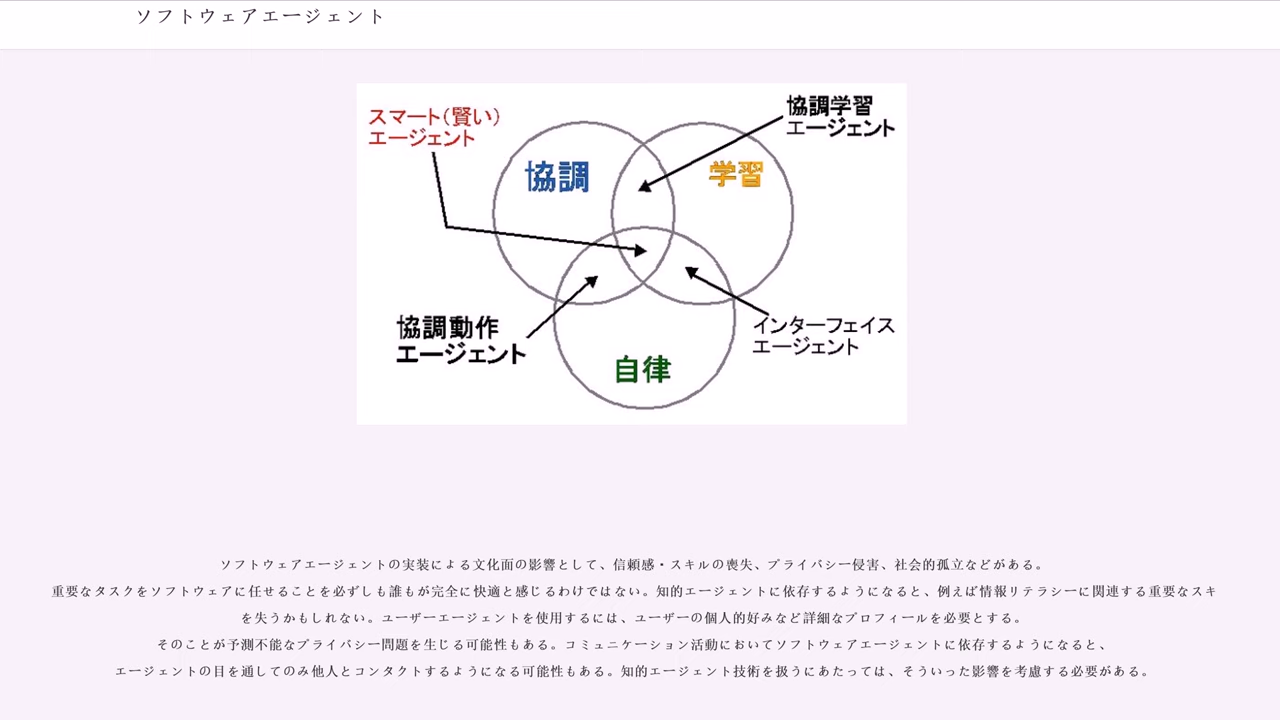 ソフトウェアエージェント
スマート(賢い)
エージェント
協調学習
エージェント
協調
学習
協調動作
エージェント
インターフェイス
エージェント
自律
ソフトウェアエージェントの実装による文化面の影響として、信頼感・スキルの喪失、プライバシー侵害、社会的孤立などがある。
重要なタスクをソフトウェアに任せることを必ずしも誰もが完全に快適と感じるわけではない。知的エージェントに依存するようになると、例えば情報リテラシーに関連する重要なスキ
を失うかもしれない。ユーザーエージェントを使用するには、ユーザーの個人的好みなど詳細なプロフィールを必要とする。
そのことが予測不能なプライバシー問題を生じる可能性もある。コミュニケーション活動においてソフトウェアエージェントに依存するようになると、
エージェントの目を通してのみ他人とコンタクトするようになる可能性もある。知的エージェント技術を扱うにあたっては、そういった影響を考慮する必要がある。